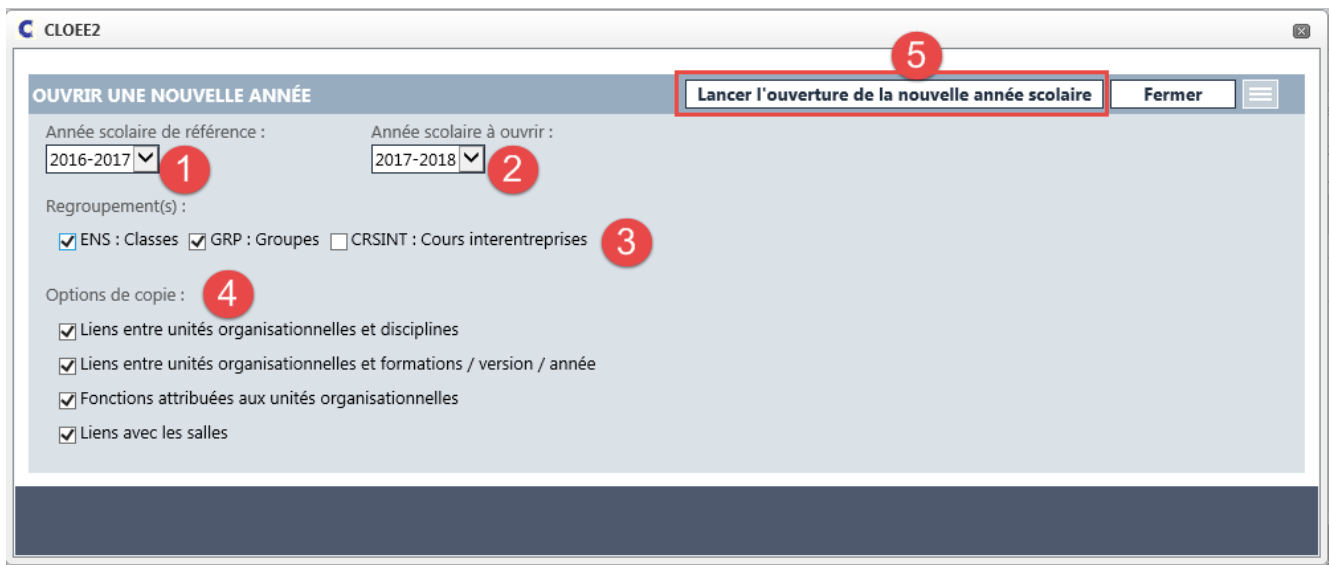 CLOEE2
5
OUVRIR UNE NOUVELLE ANNÉE Lancer l'ouverture de la nouvelle année scolaire Fermer
Année scolaire de référence : Année scolaire à ouvrir :
2016-2017 1 2017-2018 2
Regroupement(s) :
ENS : Classes GRP : Groupes CRSINT : Cours interentreprises 3
Options de copie : 4
Liens entre unités organisationnelles et disciplines
Liens entre unités organisationnelles et formations / version / année
Fonctions attribuées aux unités organisationnelles
Liens avec les salles